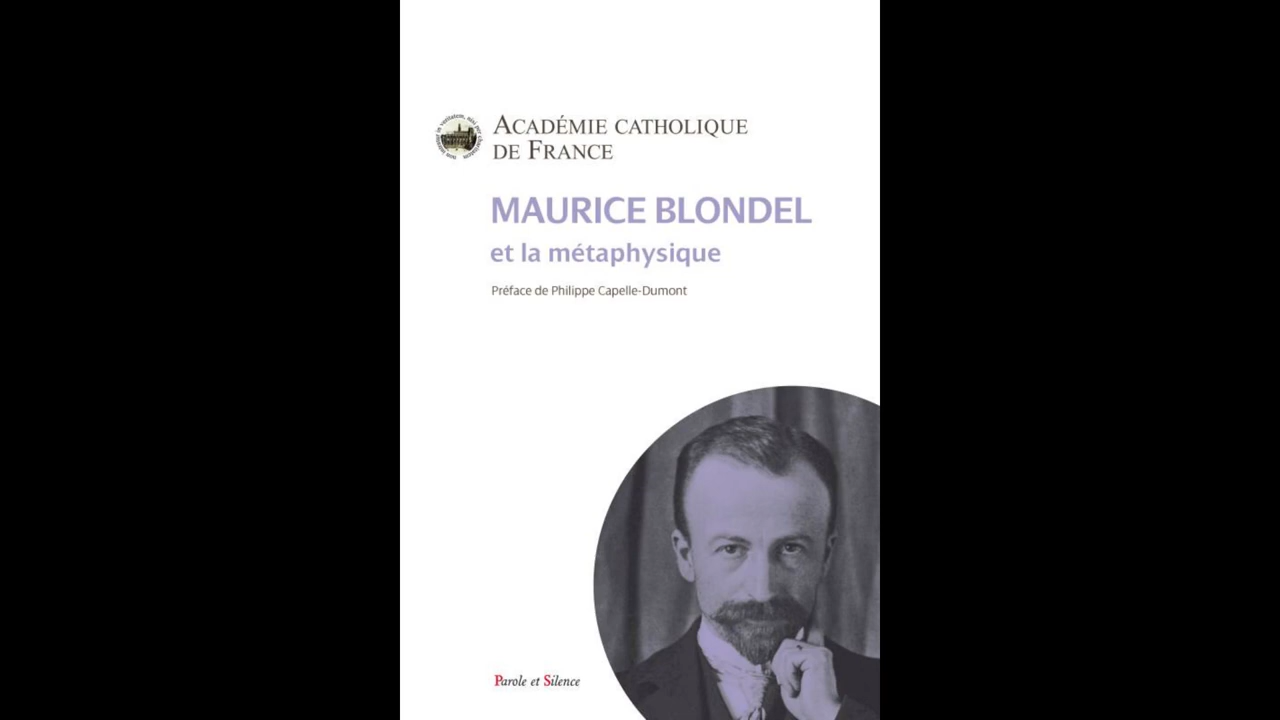 ACADÉMIE CATHOLIQUE
DE FRANCE
MAURICE BLONDEL
et la métaphysique
Préface de Philippe Capelle-Dumont
Parole et Silence